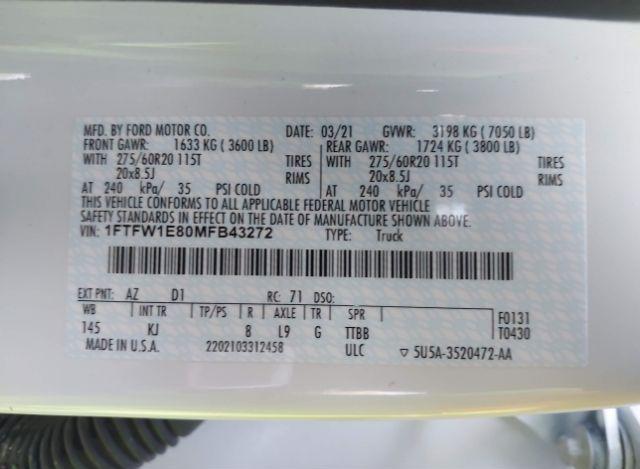 MFD. BY FORD MOTOR CO. DATE: 03/21 GVWR: 3198 KG ( 7050 LB)
FRONT GAWR: 1633 KG ( 3600 LB) REAR GAWR: 1724 KG ( 3800 LB)
WITH 275/60R20 115T TIRES WITH 275/60R20 115T TIRES
20x8.5J RIMS 20x8.5J RIMS
AT 240 kPa/ 35 PSI COLD AT 240 kPa/ 35 PSI COLD
THIS VEHICLE CONFORMS TO ALL APPLICABLE FEDERAL MOTOR VEHICLE
SAFETY STANDARDS IN EFFECT ON THE DATE OF MANUFACTURE SHOWN ABOVE.
VIN: 1FTFW1E80MFB43272 TYPE: Truck
EXT PNT: AZ D1 RC: 71 DSO:
WB INT TR TP/PS R AXLE TR SPR F0131
145 KJ 8 L9 G TTBB T0430
MADE IN U.S.A. 2202103312458 ULC ▽ 5U5A-3520472-AA